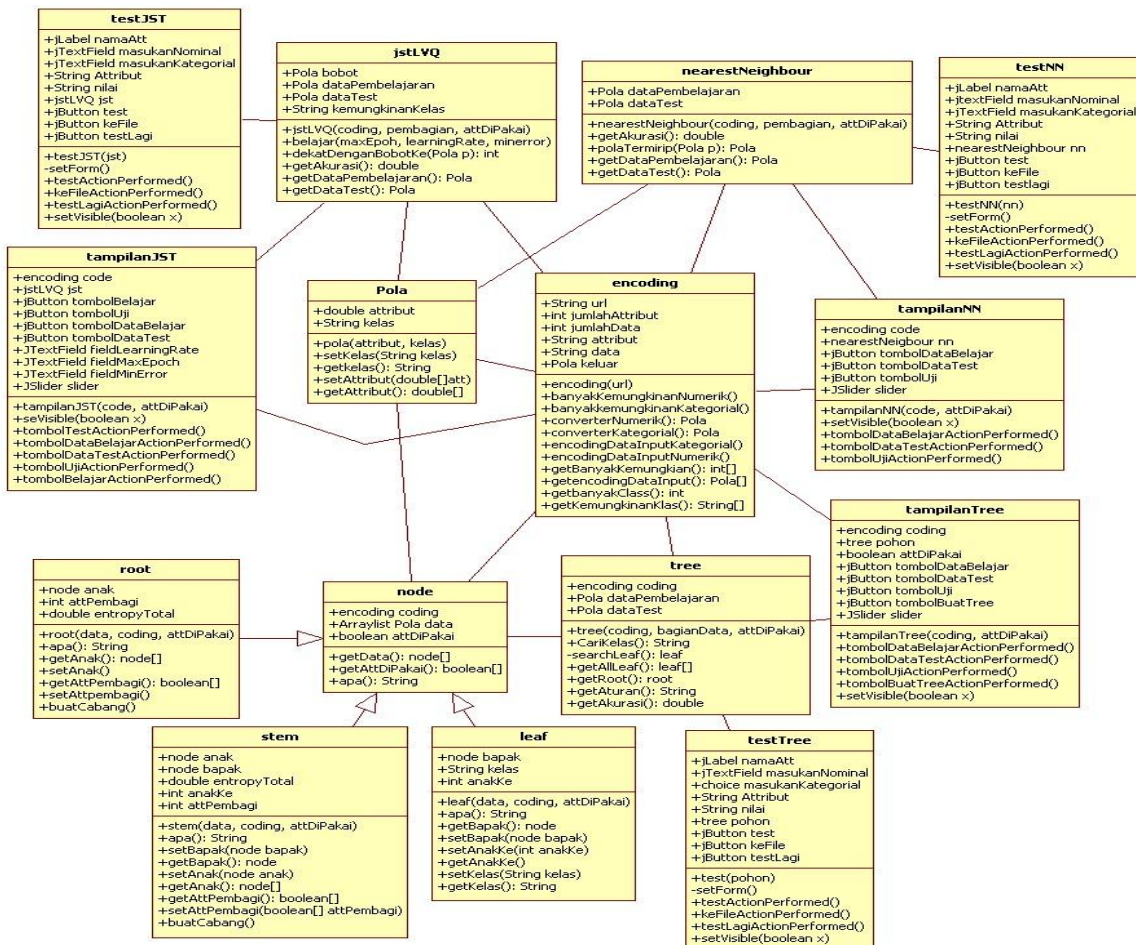 testJST
+jLabel namaAtt
+jTextField masukanNominal
+jTextField masukanKategorial
+String Attribut
+String nilai
+jstLVQ jst
+jButton test
+jButton keFile
+jButton testLagi
+testJST(jst)
-setForm()
+testActionPerformed()
+keFileActionPerformed()
+testLagiActionPerformed()
+setVisible(boolean x)
jstLVQ
+Pola bobot
+Pola dataPembelajaran
+Pola dataTest
+String kemungkinanKelas
+jstLVQ(coding, pembagian, attDiPakai)
+belajar(maxEpoh, learningRate, minerror)
+dekatDenganBobotKe(Pola p): int
+getAkurasi(): double
+getDataPembelajaran(): Pola
+getDataTest(): Pola
nearestNeighbour
+Pola dataPembelajaran
+Pola dataTest
+nearestNeighbour(coding, pembagian, attDiPakai)
+getAkurasi(): double
+polaTermirip(Pola p): Pola
+getDataPembelajaran(): Pola
+getDataTest(): Pola
testNN
+jLabel namaAtt
+jtextField masukanNominal
+jTextField masukanKategorial
+String Attribut
+String nilai
+nearestNeighbour nn
+jButton test
+jButton keFile
+jButton testlagi
+testNN(nn)
-setForm()
+testActionPerformed()
+keFileActionPerformed()
+testLagiActionPerformed()
+setVisible(boolean x)
tampilanJST
+encoding code
+jstLVQ jst
+jButton tombolBelajar
+jButton tombolUji
+jButton tombolDataBelajar
+jButton tombolDataTest
+JTextField fieldLearningRate
+JTextField fieldMaxEpoch
+JTextField fieldMinError
+JSlider slider
+tampilanJST(code, attDiPakai)
+seVisible(boolean x)
+tombolTestActionPerformed()
+tombolDataBelajarActionPerformed()
+tombolDataTestActionPerformed()
+tombolUjiActionPerformed()
+tombolBelajarActionPerformed()
Pola
+double attribut
+String kelas
+pola(attribut, kelas)
+setKelas(String kelas)
+getkelas(): String
+setAttribut(double[]att)
+getAttribut(): double[]
encoding
+String url
+int jumlahAttribut
+int jumlahData
+String attribut
+String data
+Pola keluar
+encoding(url)
+banyakKemungkinanNumerik()
+banyakkemungkinanKategorial()
+converterNumerik(): Pola
+converterKategorial(): Pola
+encodingDataInputKategorial()
+encodingDataInputNumerik()
+getBanyakKemungkian(): int[]
+getencodingDataInput(): Pola[]
+getbanyakClass(): int
+getKemungkinanKlas(): String[]
tampilanNN
+encoding code
+nearestNeigbour nn
+jButton tombolDataBelajar
+jButton tombolDataTest
+jButton tombolUji
+JSlider slider
+tampilanNN(code, attDiPakai)
+setVisible(boolean x)
+tombolDataBelajarActionPerformed()
+tombolDataTestActionPerformed()
+tombolUjiActionPerformed()
tampilanTree
+encoding coding
+tree pohon
+boolean attDiPakai
+jButton tombolDataBelajar
+jButton tombolDataTest
+jButton tombolUji
+jButton tombolBuatTree
+JSlider slider
+tampilanTree(coding, attDiPakai)
+tombolDataBelajarActionPerformed()
+tombolDataTestActionPerformed()
+tombolUjiActionPerformed()
+tombolBuatTreeActionPerformed()
+setVisible(boolean x)
root
+node anak
+int attPembagi
+double entropyTotal
+root(data, coding, attDiPakai)
+apa(): String
+getAnak(): node[]
+setAnak()
+getAttPembagi(): boolean[]
+setAttpembagi()
+buatCabang()
node
+encoding coding
+Arraylist Pola data
+boolean attDiPakai
+getData(): node[]
+getAttDiPakai(): boolean[]
+apa(): String
tree
+encoding coding
+Pola dataPembelajaran
+Pola dataTest
+tree(coding, bagianData, attDiPakai)
+CariKelas(): String
-searchLeaf(): leaf
+getAllLeaf(): leaf[]
+getRoot(): root
+getAturan(): String
+getAkurasi(): double
stem
+node anak
+node bapak
+double entropyTotal
+int anakKe
+int attPembagi
+stem(data, coding, attDiPakai)
+apa(): String
+setBapak(node bapak)
+getBapak(): node
+setAnak(node anak)
+getAnak(): node[]
+getAttPembagi(): boolean[]
+setAttPembagi(boolean[] attPembagi)
+buatCabang()
leaf
+node bapak
+String kelas
+int anakKe
+leaf(data, coding, attDiPakai)
+apa(): String
+getBapak(): node
+setBapak(node bapak)
+setAnakKe(int anakKe)
+getAnakKe()
+setKelas(String kelas)
+getKelas(): String
testTree
+jLabel namaAtt
+jTextField masukanNominal
+choice masukanKategorial
+String Attribut
+String nilai
+tree pohon
+jButton test
+jButton keFile
+jButton testLagi
+test(pohon)
-setForm()
+testActionPerformed()
+keFileActionPerformed()
+testLagiActionPerformed()
+setVisible(boolean x)